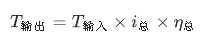 T输出 = T输入 × i总 × η总